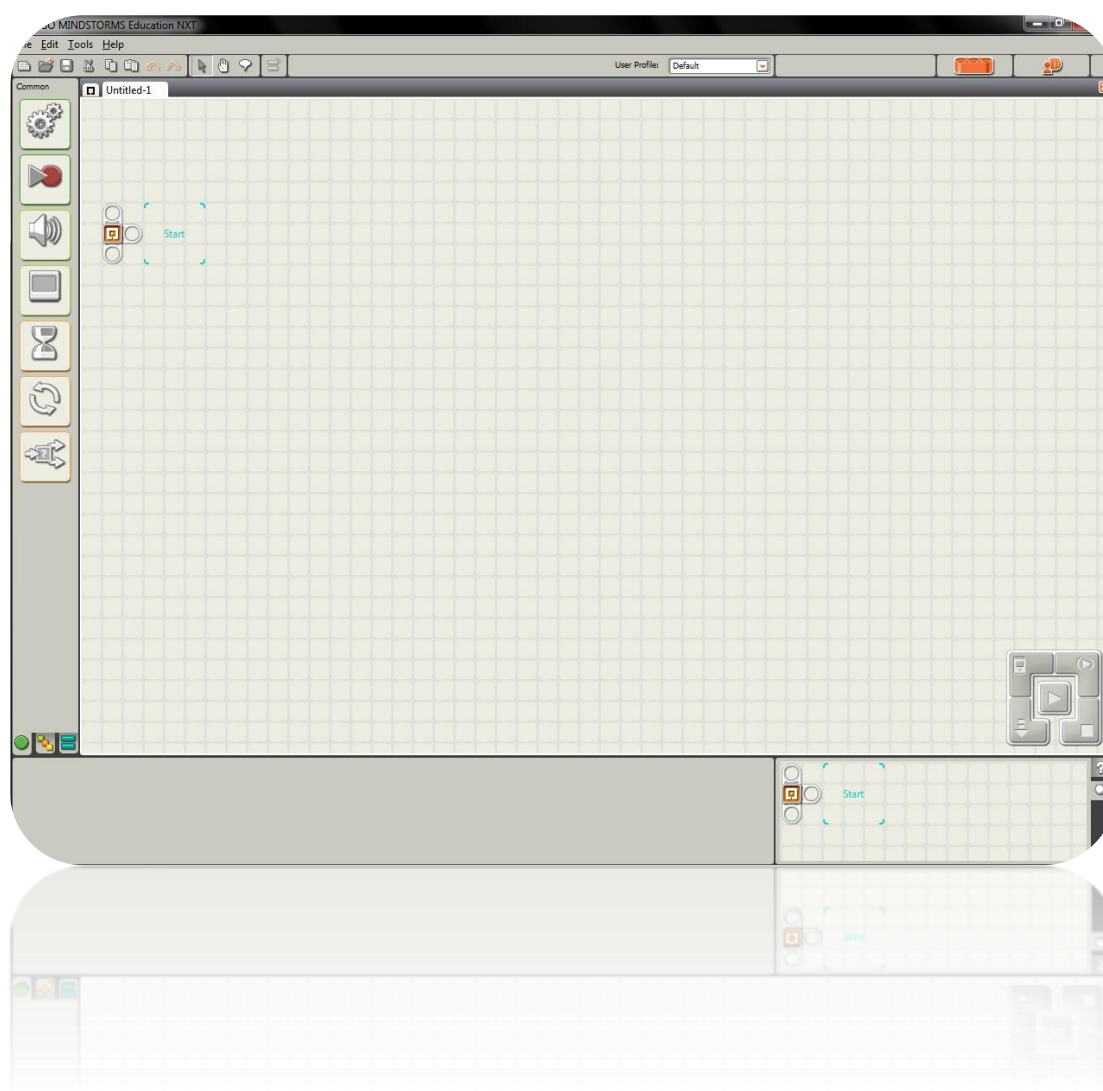 MINDSTORMS Education NXT
Edit Tools Help
User Profile: Default
Common
Untitled-1
Start
Start